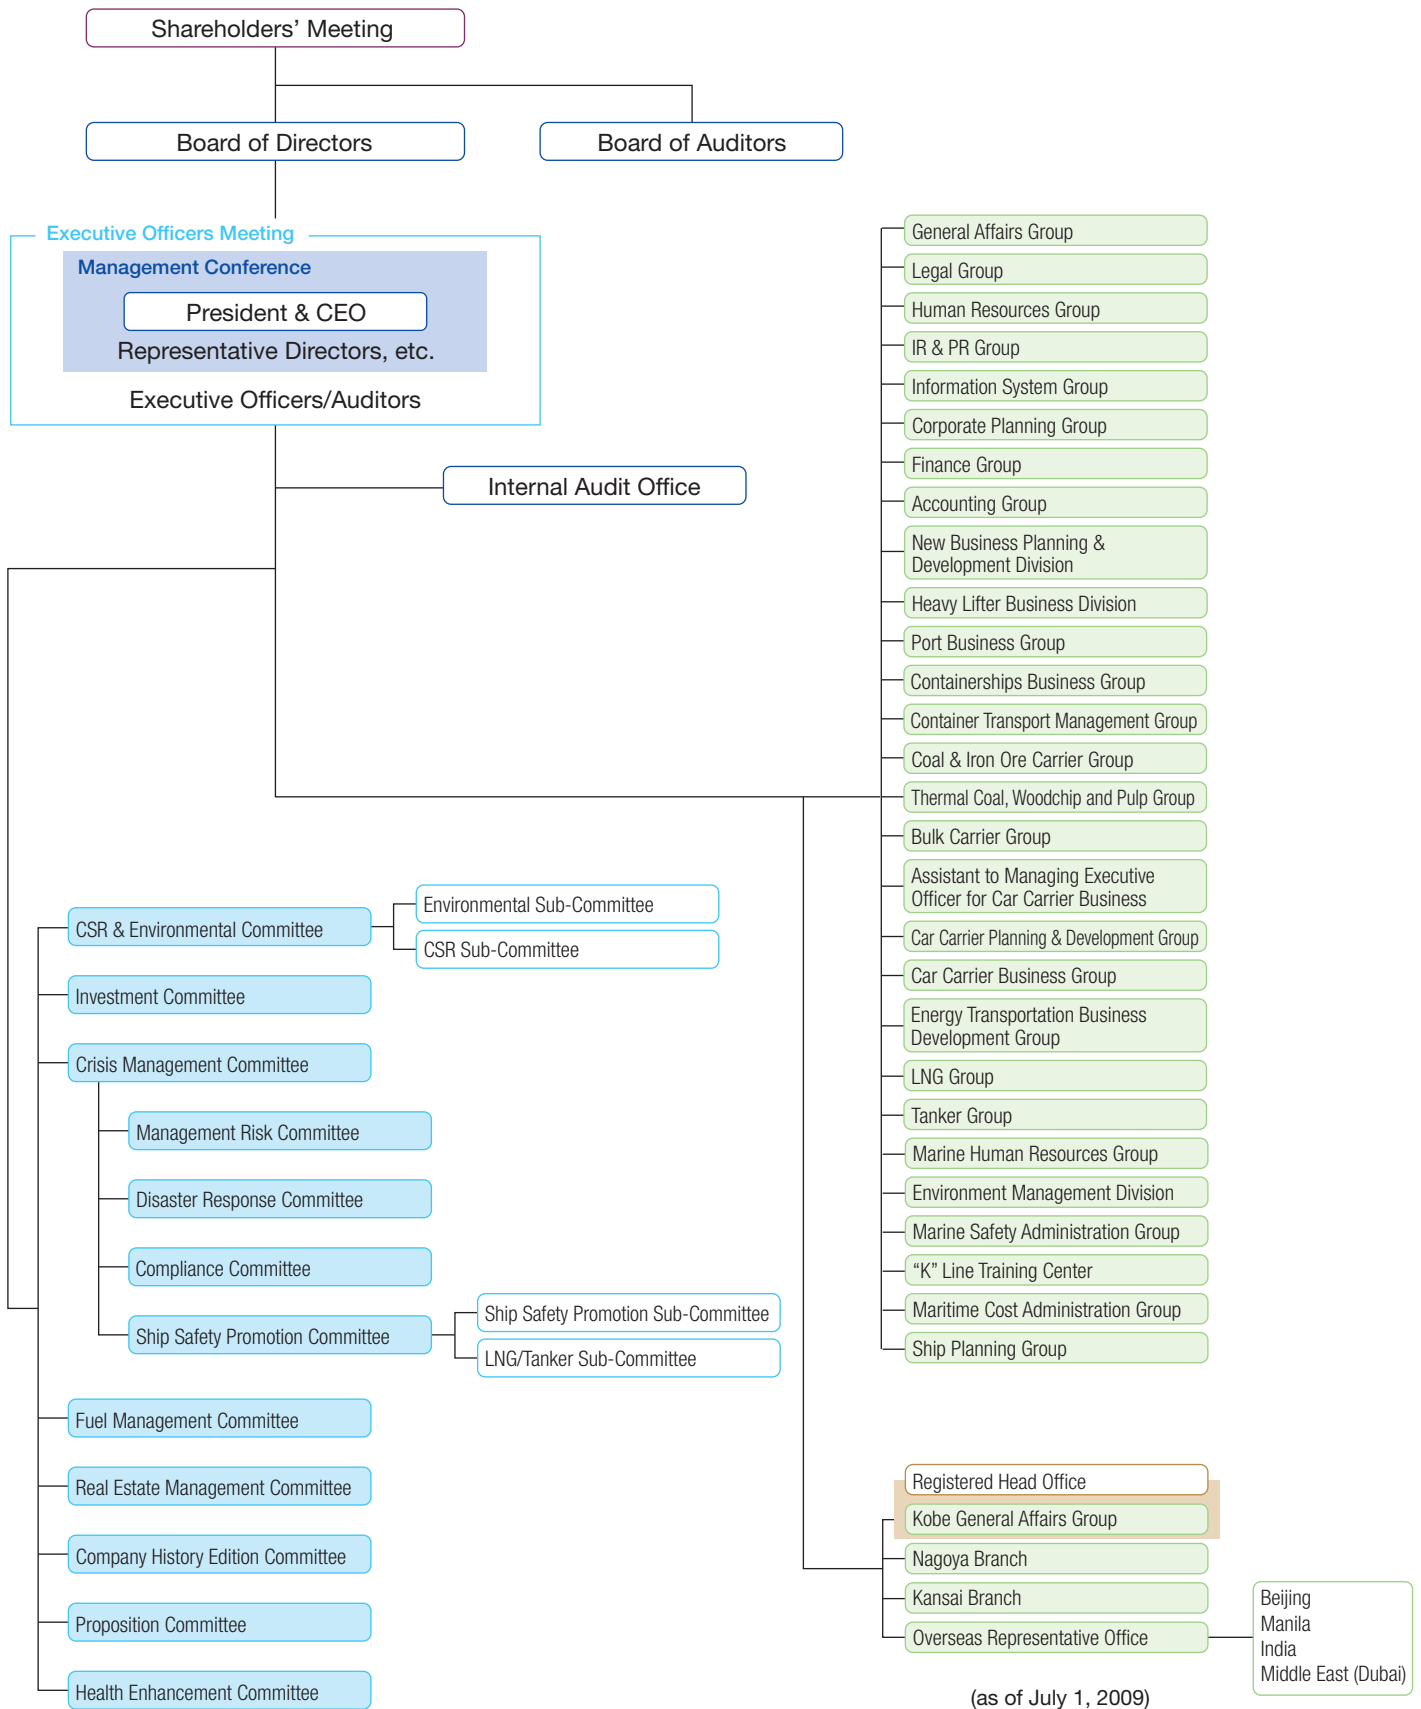 Shareholders’ Meeting
Board of Directors
Board of Auditors
Executive Officers Meeting
Management Conference
President & CEO
Representative Directors, etc.
Executive Officers/Auditors
Internal Audit Office
General Affairs Group
Legal Group
Human Resources Group
IR & PR Group
Information System Group
Corporate Planning Group
Finance Group
Accounting Group
New Business Planning &
Development Division
Heavy Lifter Business Division
Port Business Group
Containerships Business Group
Container Transport Management Group
Coal & Iron Ore Carrier Group
Thermal Coal, Woodchip and Pulp Group
Bulk Carrier Group
Assistant to Managing Executive
Officer for Car Carrier Business
Car Carrier Planning & Development Group
Car Carrier Business Group
Energy Transportation Business
Development Group
LNG Group
Tanker Group
Marine Human Resources Group
Environment Management Division
Marine Safety Administration Group
“K” Line Training Center
Maritime Cost Administration Group
Ship Planning Group
CSR & Environmental Committee
Environmental Sub-Committee
CSR Sub-Committee
Investment Committee
Crisis Management Committee
Management Risk Committee
Disaster Response Committee
Compliance Committee
Ship Safety Promotion Committee
Ship Safety Promotion Sub-Committee
LNG/Tanker Sub-Committee
Fuel Management Committee
Real Estate Management Committee
Company History Edition Committee
Proposition Committee
Health Enhancement Committee
Registered Head Office
Kobe General Affairs Group
Nagoya Branch
Kansai Branch
Overseas Representative Office
Beijing
Manila
India
Middle East (Dubai)
(as of July 1, 2009)